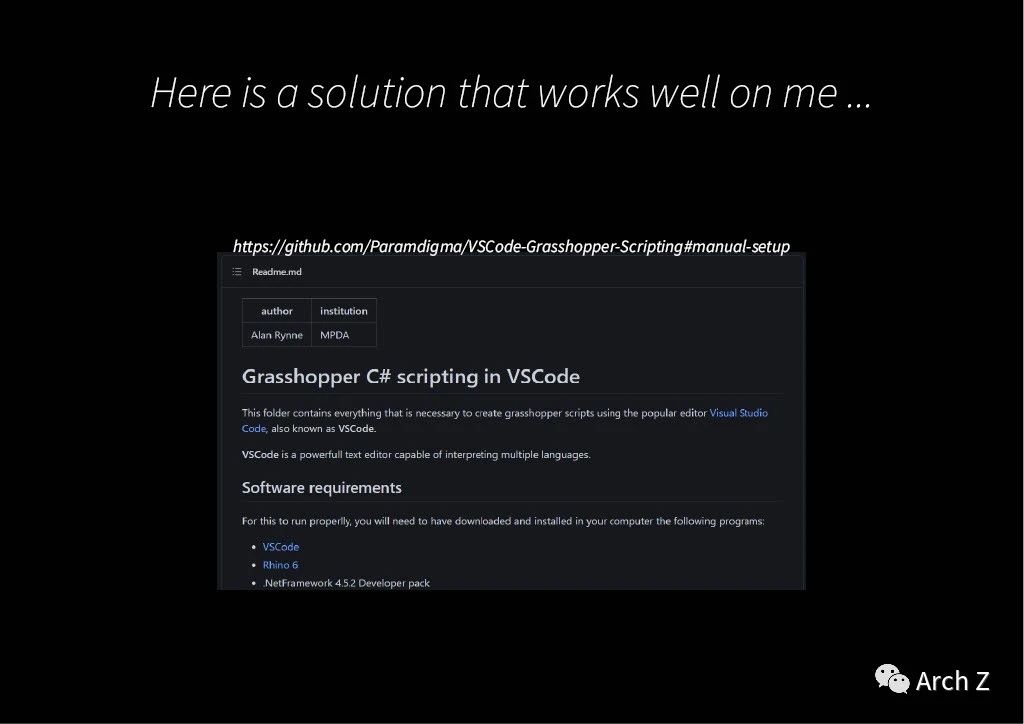 Here is a solution that works well on me ...
https://github.com/Paramdigma/VSCode-Grasshopper-Scripting#manual-setup
Readme.md
author institution
Alan Rynne MPDA
Grasshopper C# scripting in VSCode
This folder contains everything that is necessary to create grasshopper scripts using the popular editor Visual Studio
Code, also known as VSCode.
VSCode is a powerfull text editor capable of interpreting multiple languages.
Software requirements
For this to run properlly, you will need to have downloaded and installed in your computer the following programs:
• VSCode
• Rhino 6
• .NetFramework 4.5.2 Developer pack
Arch Z